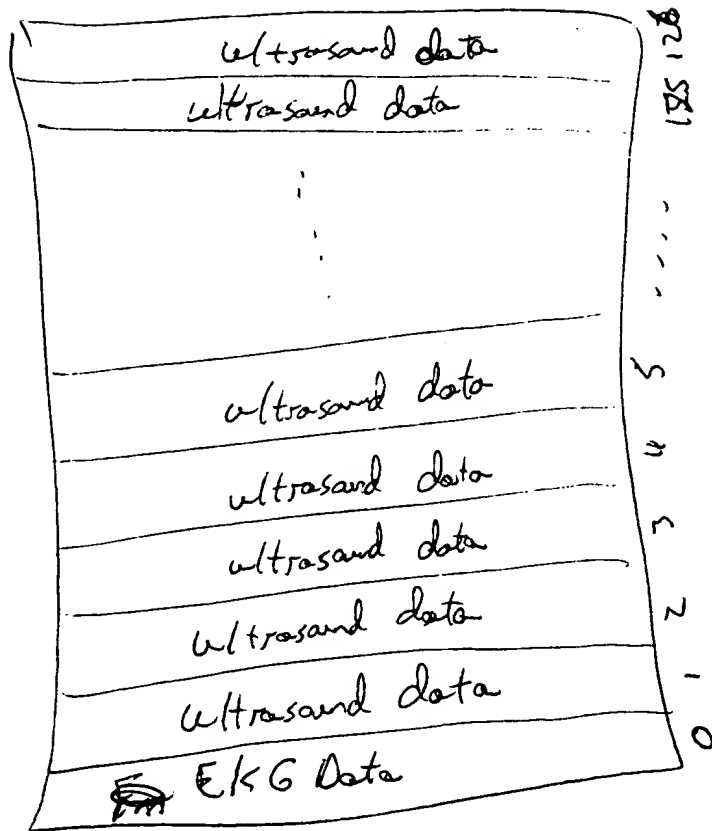 ultrasound data 128
ultrasound data
ultrasound data 5
ultrasound data 4
ultrasound data 3
ultrasound data 2
ultrasound data 1
EKG Data 0